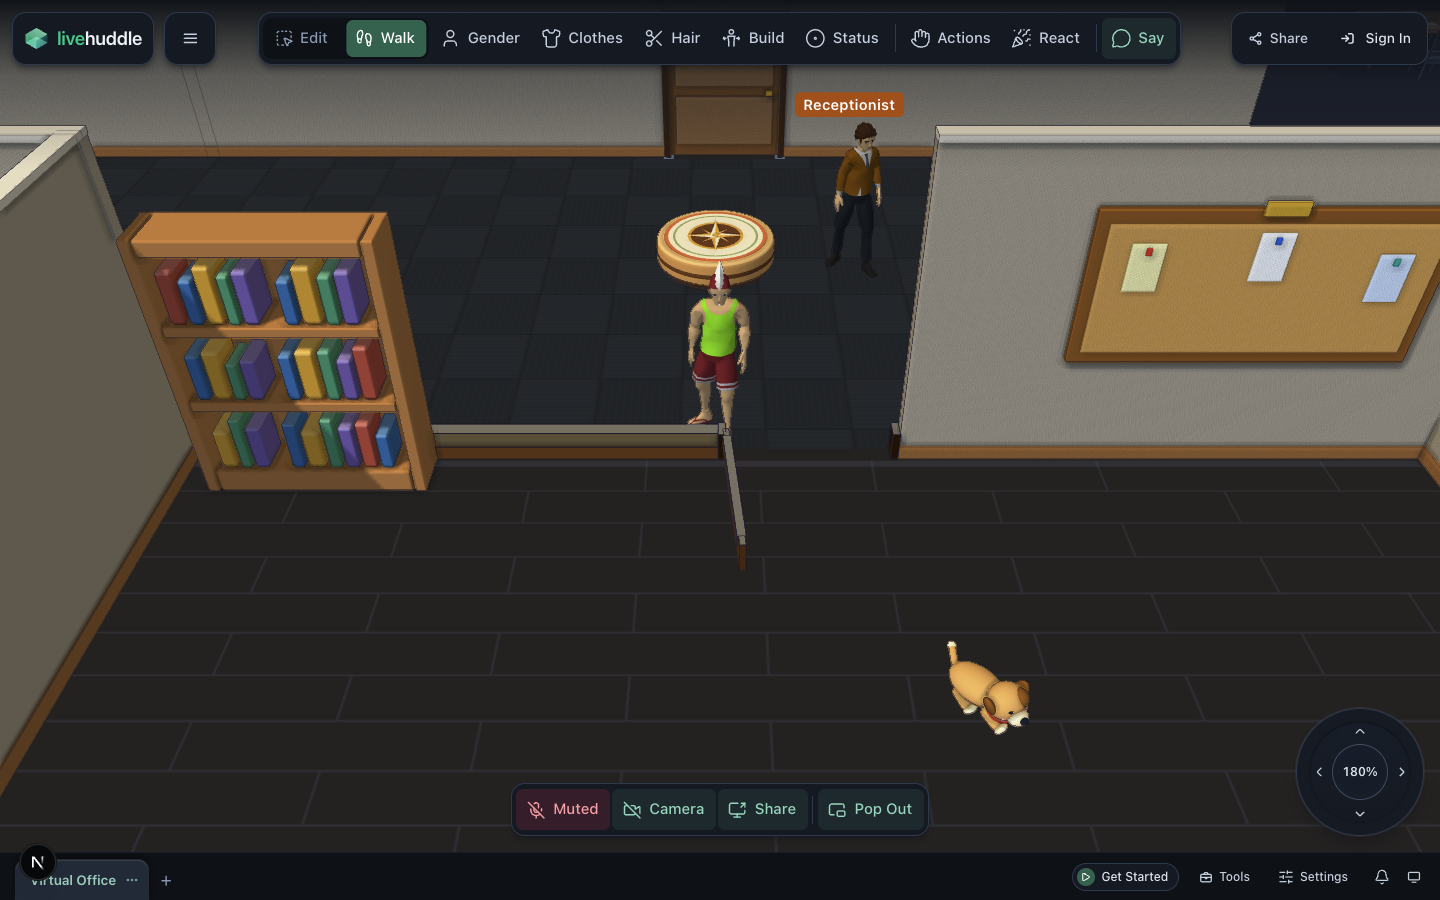 livehuddle
Edit
Walk
Gender
Clothes
Hair
Build
Status
Actions
React
Say
Share
Sign In
Receptionist
180%
Muted
Camera
Share
Pop Out
N
Virtual Office
Get Started
Tools
Settings